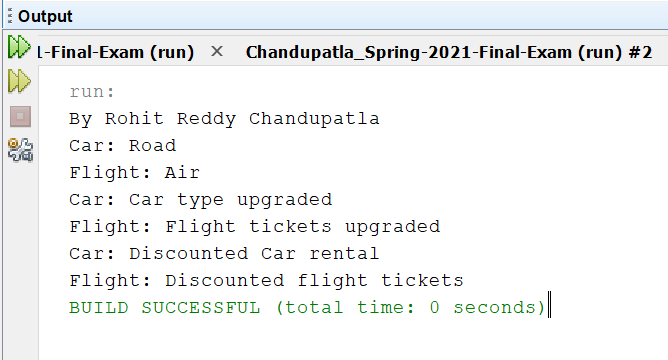 Output
1-Final-Exam (run) × Chandupatla_Spring-2021-Final-Exam (run) #2
run:
By Rohit Reddy Chandupatla
Car: Road
Flight: Air
Car: Car type upgraded
Flight: Flight tickets upgraded
Car: Discounted Car rental
Flight: Discounted flight tickets
BUILD SUCCESSFUL (total time: 0 seconds)